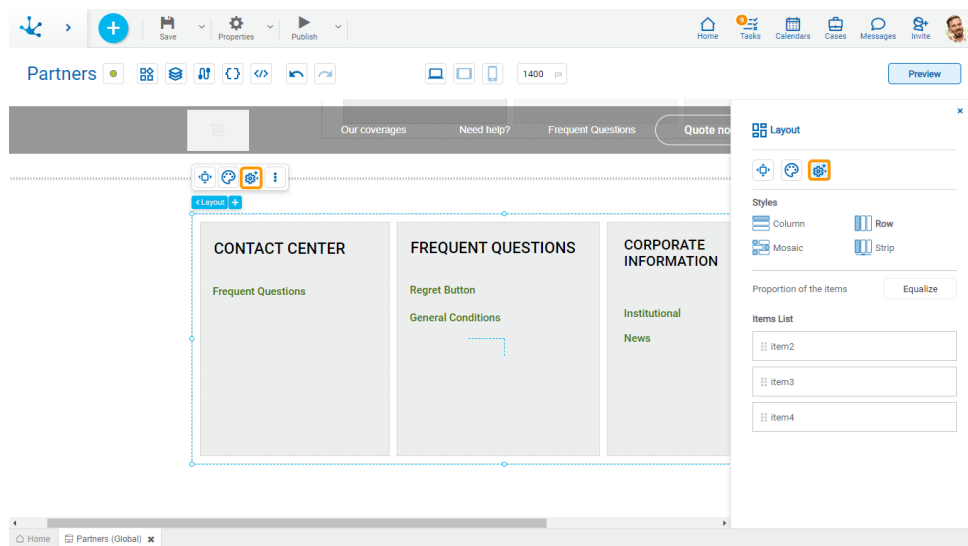 Save
Properties
Publish
Home
9
Tasks
Calendars
Cases
Messages
Invite
Partners
1400 px
Preview
Our coverages
Need help?
Frequent Questions
Quote no
Layout
CONTACT CENTER
Frequent Questions
FREQUENT QUESTIONS
Regret Button
General Conditions
CORPORATE
INFORMATION
Institutional
News
Layout
Styles
Column
Row
Mosaic
Strip
Proportion of the items
Equalize
Items List
item2
item3
item4
Home
Partners (Global)